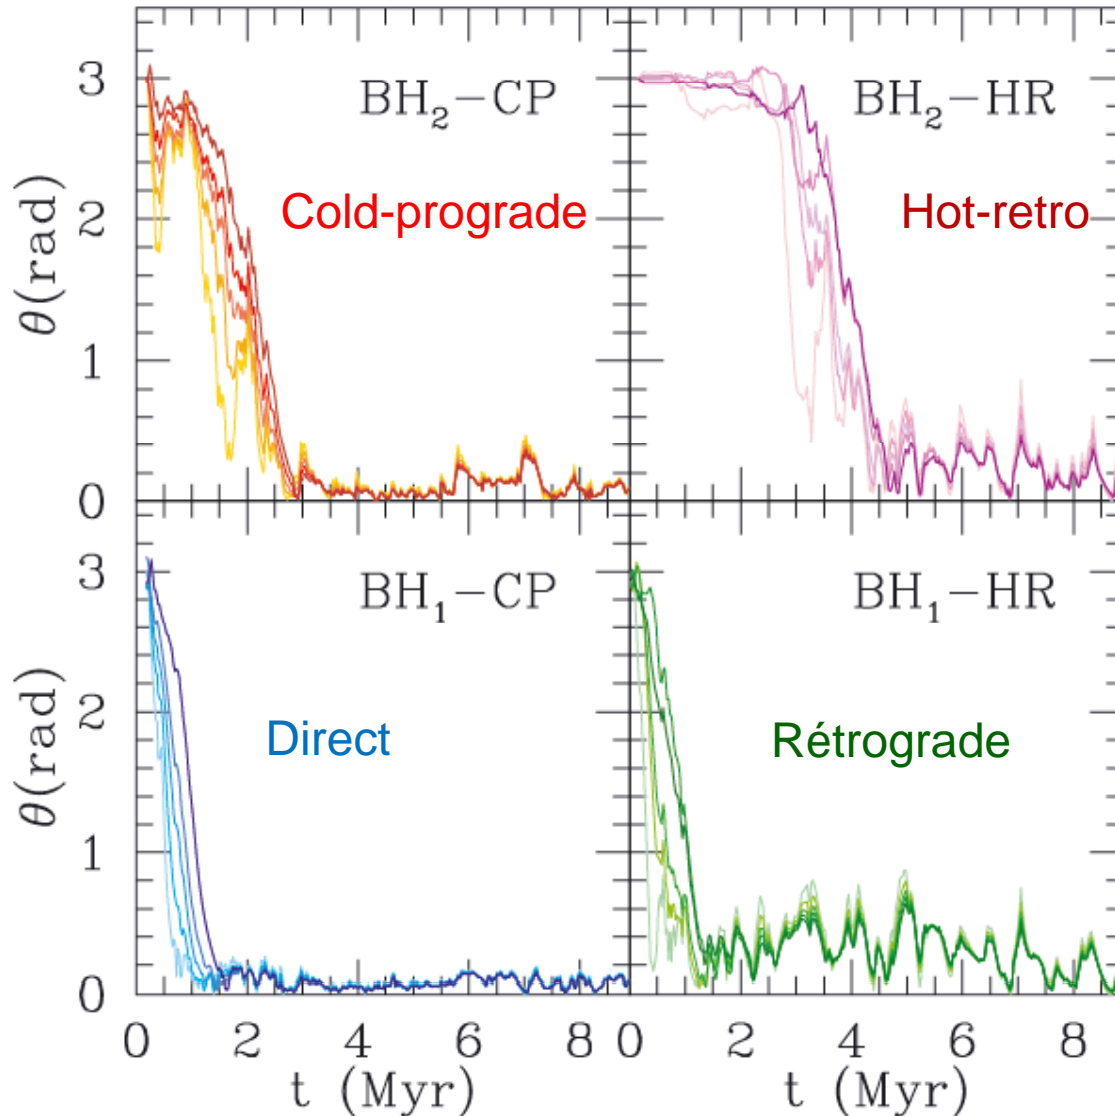 BH₂−CP
BH₂−HR
Cold-prograde
Hot-retro
θ(rad)
3
2
1
0
BH₁−CP
BH₁−HR
Direct
Rétrograde
θ(rad)
3
2
1
0
0 2 4 6 8 0 2 4 6 8
t (Myr) t (Myr)